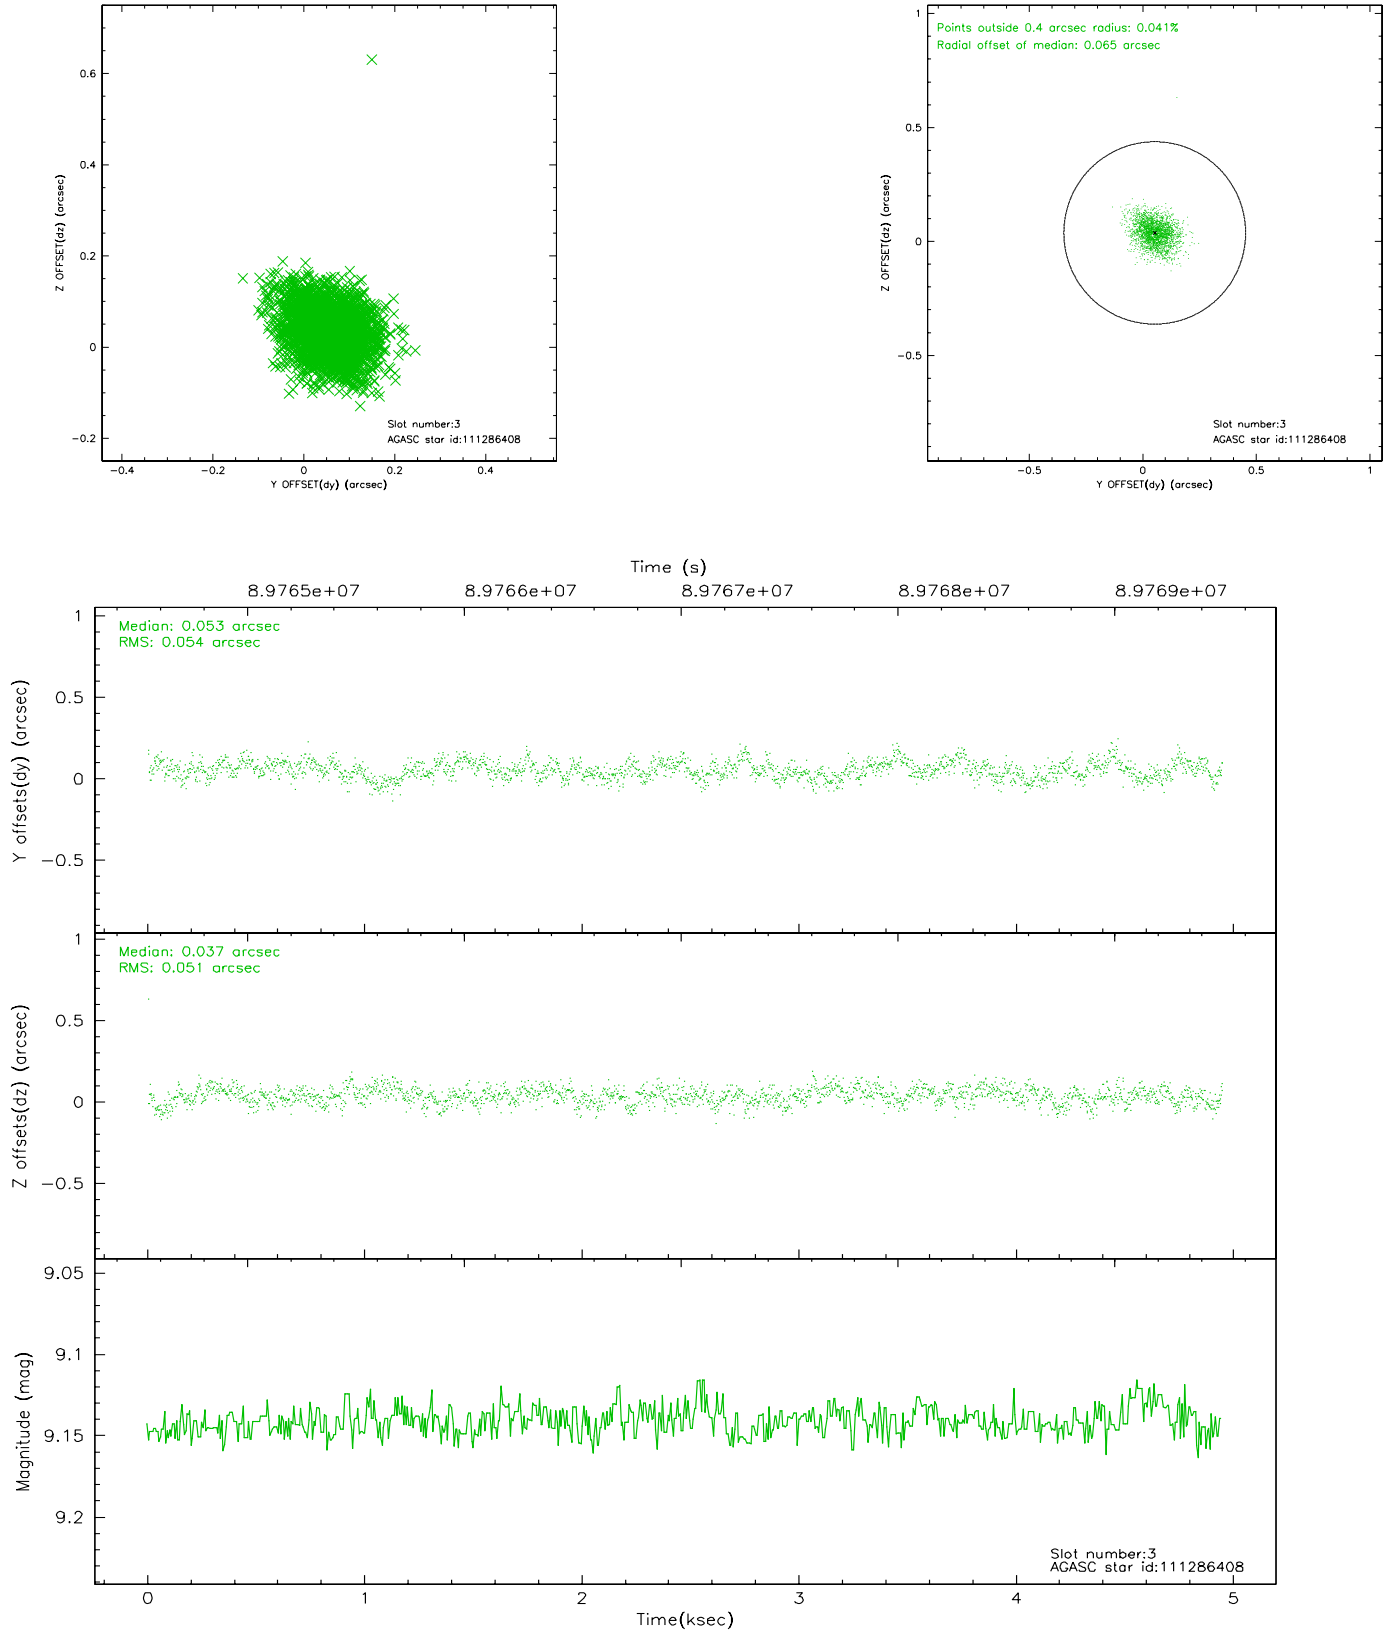 0.6
0.4
0.2
0
−0.2
Z OFFSET(dz) (arcsec)
Slot number:3
AGASC star id:111286408
−0.4 −0.2 0 0.2 0.4
Y OFFSET(dy) (arcsec)
Points outside 0.4 arcsec radius: 0.041%
Radial offset of median: 0.065 arcsec
1
0.5
0
−0.5
Z OFFSET(dz) (arcsec)
Slot number:3
AGASC star id:111286408
−0.5 0 0.5 1
Y OFFSET(dy) (arcsec)
Time (s)
8.9765e+07 8.9766e+07 8.9767e+07 8.9768e+07 8.9769e+07
Median: 0.053 arcsec
RMS: 0.054 arcsec
1
0.5
0
−0.5
Y offsets(dy) (arcsec)
Median: 0.037 arcsec
RMS: 0.051 arcsec
1
0.5
0
−0.5
Z offsets(dz) (arcsec)
9.05
9.1
9.15
9.2
Magnitude (mag)
Slot number:3
AGASC star id:111286408
0 1 2 3 4 5
Time(ksec)